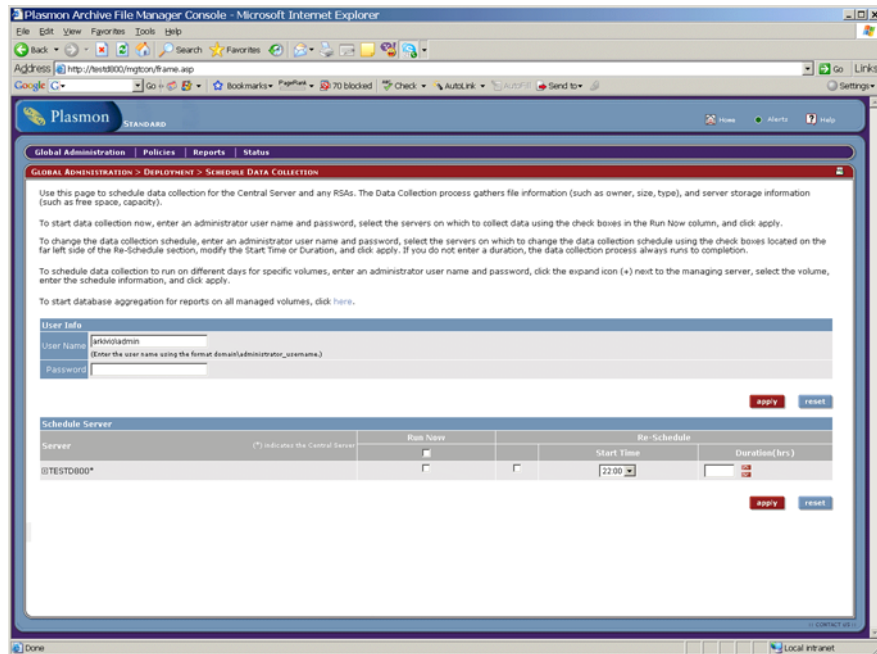 Plasmon Archive File Manager Console - Microsoft Internet Explorer
File Edit View Favorites Tools Help
Back Search Favorites
Address http://testd800/mgtcon/frame.asp Go Links
Google Go Bookmarks PageRank 70 blocked Check AutoLink AutoFill Send to Settings
Plasmon STANDARD Home Alerts Help
Global Administration | Policies | Reports | Status
GLOBAL ADMINISTRATION > DEPLOYMENT > SCHEDULE DATA COLLECTION
Use this page to schedule data collection for the Central Server and any RSAs. The Data Collection process gathers file information (such as owner, size, type), and server storage information
(such as free space, capacity).
To start data collection now, enter an administrator user name and password, select the servers on which to collect data using the check boxes in the Run Now column, and click apply.
To change the data collection schedule, enter an administrator user name and password, select the servers on which to change the data collection schedule using the check boxes located on the
far left side of the Re-Schedule section, modify the Start Time or Duration, and click apply. If you do not enter a duration, the data collection process always runs to completion.
To schedule data collection to run on different days for specific volumes, enter an administrator user name and password, click the expand icon (+) next to the managing server, select the volume,
enter the schedule information, and click apply.
To start database aggregation for reports on all managed volumes, click here.
User Info
User Name arkivio\admin
(Enter the user name using the format domain\administrator_username.)
Password
apply reset
Schedule Server
Server (*) indicates the Central Server Run Now Re-Schedule
Start Time Duration(hrs)
TESTD800* 22:00
apply reset
:: CONTACT US ::
Done Local intranet